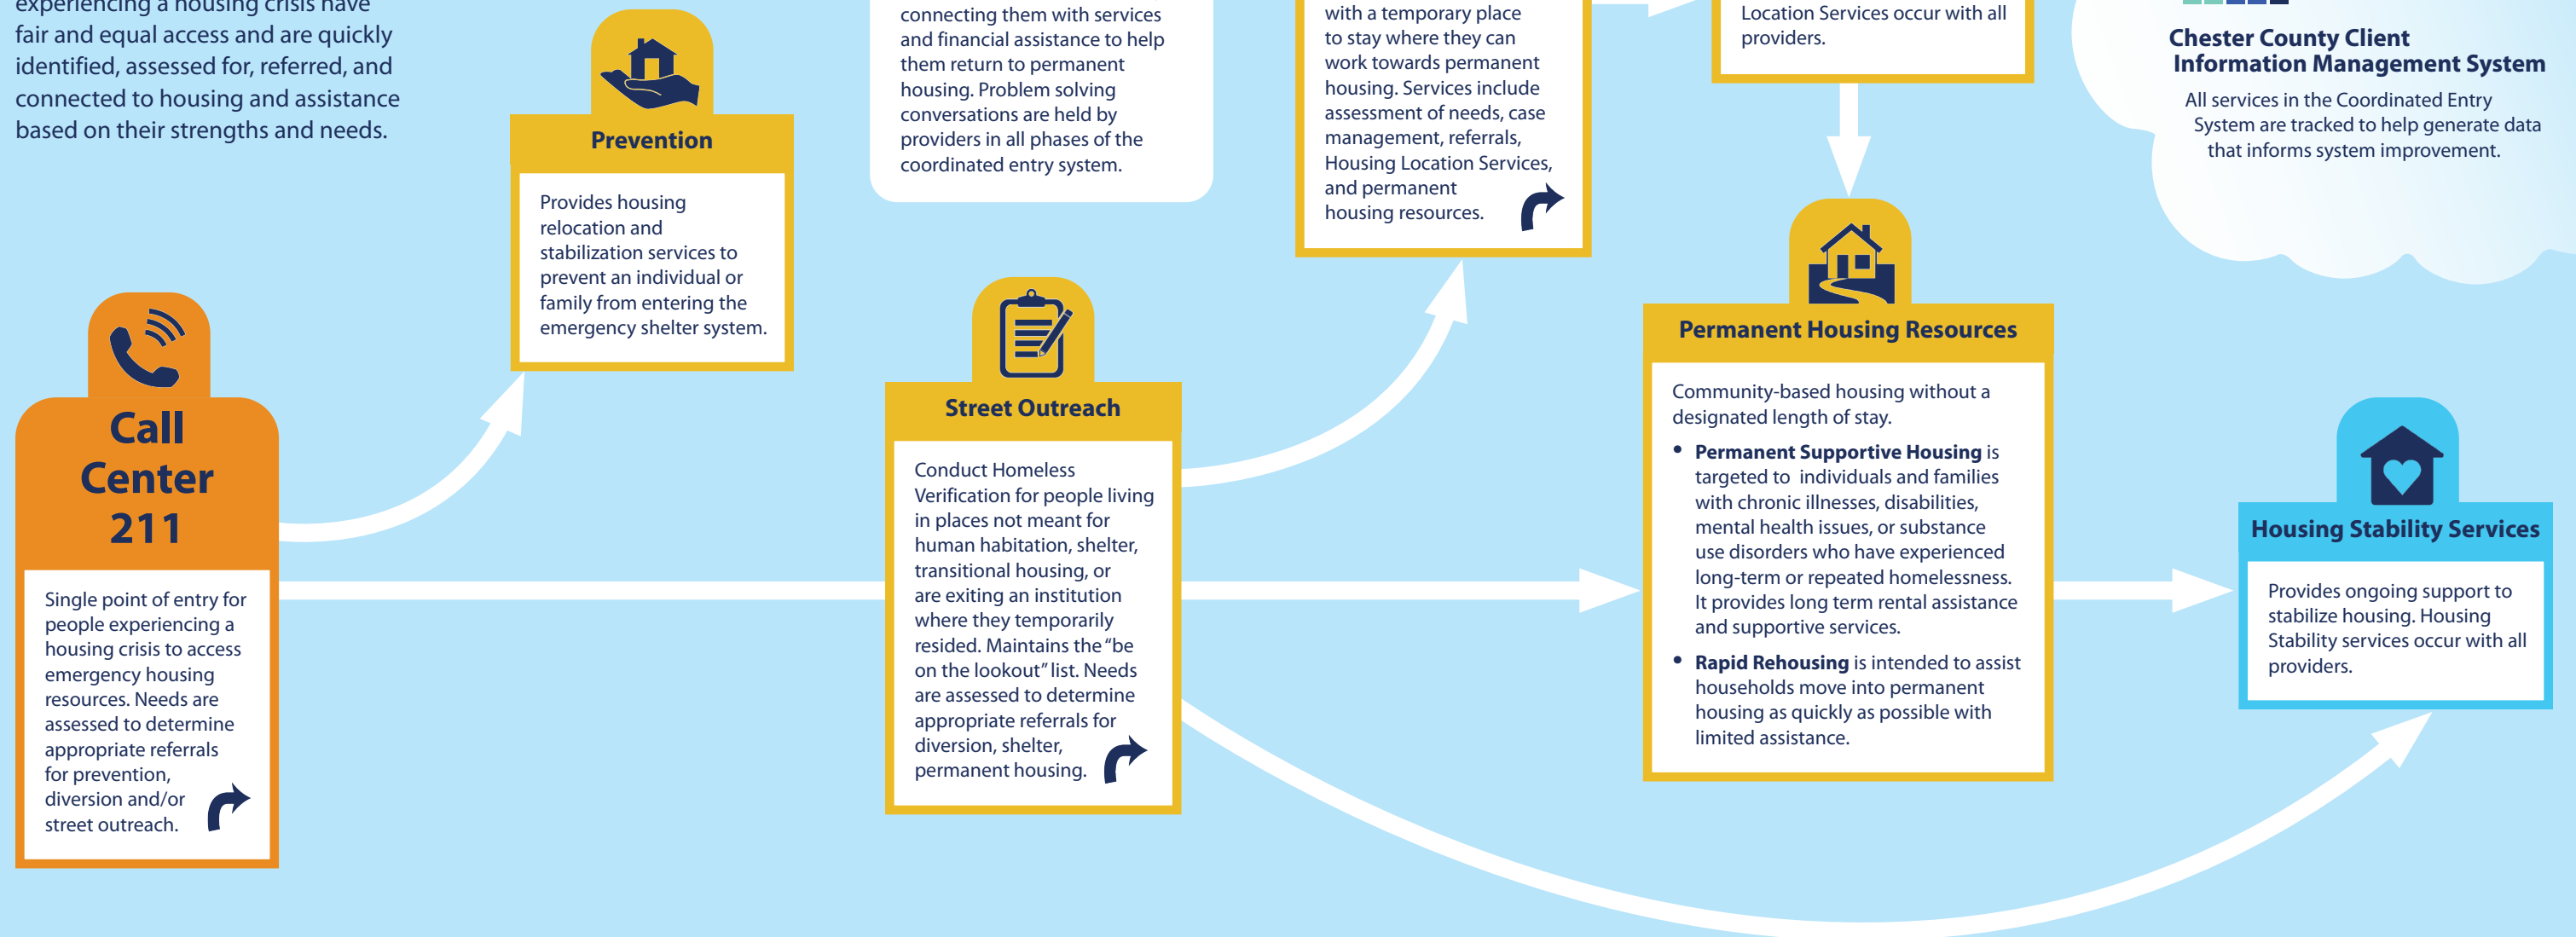 experiencing a housing crisis have
fair and equal access and are quickly
identified, assessed for, referred, and
connected to housing and assistance
based on their strengths and needs.
Prevention
Provides housing
relocation and
stabilization services to
prevent an individual or
family from entering the
emergency shelter system.
connecting them with services
and financial assistance to help
them return to permanent
housing. Problem solving
conversations are held by
providers in all phases of the
coordinated entry system.
with a temporary place
to stay where they can
work towards permanent
housing. Services include
assessment of needs, case
management, referrals,
Housing Location Services,
and permanent
housing resources.
Location Services occur with all
providers.
Chester County Client
Information Management System
All services in the Coordinated Entry
System are tracked to help generate data
that informs system improvement.
Call
Center
211
Single point of entry for
people experiencing a
housing crisis to access
emergency housing
resources. Needs are
assessed to determine
appropriate referrals
for prevention,
diversion and/or
street outreach.
Street Outreach
Conduct Homeless
Verification for people living
in places not meant for
human habitation, shelter,
transitional housing, or
are exiting an institution
where they temporarily
resided. Maintains the “be
on the lookout” list. Needs
are assessed to determine
appropriate referrals for
diversion, shelter,
permanent housing.
Permanent Housing Resources
Community-based housing without a
designated length of stay.
• Permanent Supportive Housing is
targeted to individuals and families
with chronic illnesses, disabilities,
mental health issues, or substance
use disorders who have experienced
long-term or repeated homelessness.
It provides long term rental assistance
and supportive services.
• Rapid Rehousing is intended to assist
households move into permanent
housing as quickly as possible with
limited assistance.
Housing Stability Services
Provides ongoing support to
stabilize housing. Housing
Stability services occur with all
providers.